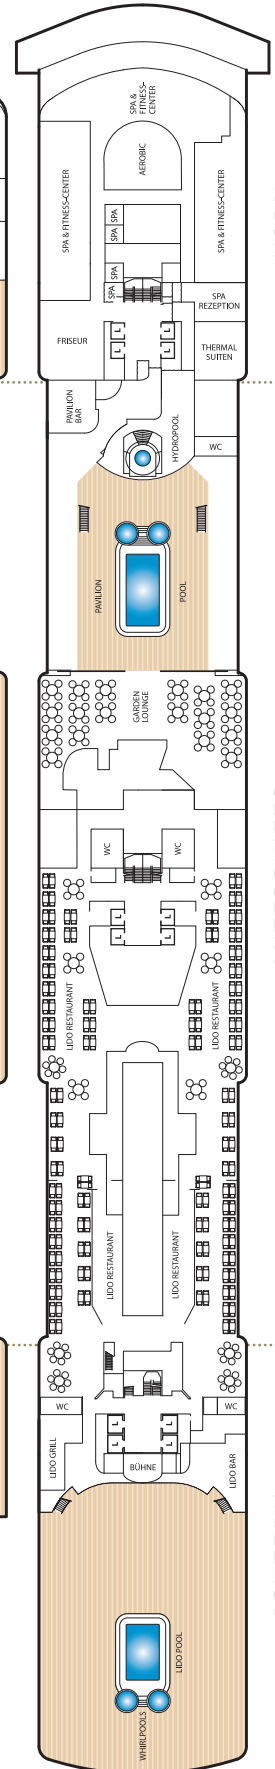 SPA &
FITNESS-
CENTER
AEROBIC
SPA & FITNESS-CENTER
SPA & FITNESS-CENTER
SPA
SPA
SPA
SPA
SPA
REZEPTION
FRISEUR
L
L
L
L
THERMAL
SUITEN
PAVILION
BAR
HYDROPOOL
WC
PAVILION
POOL
GARDEN
LOUNGE
WC
WC
L
L
L
L
LIDO RESTAURANT
LIDO RESTAURANT
LIDO RESTAURANT
LIDO RESTAURANT
WC
WC
L
L
L
L
LIDO GRILL
BÜHNE
LIDO BAR
LIDO POOL
WHIRLPOOLS